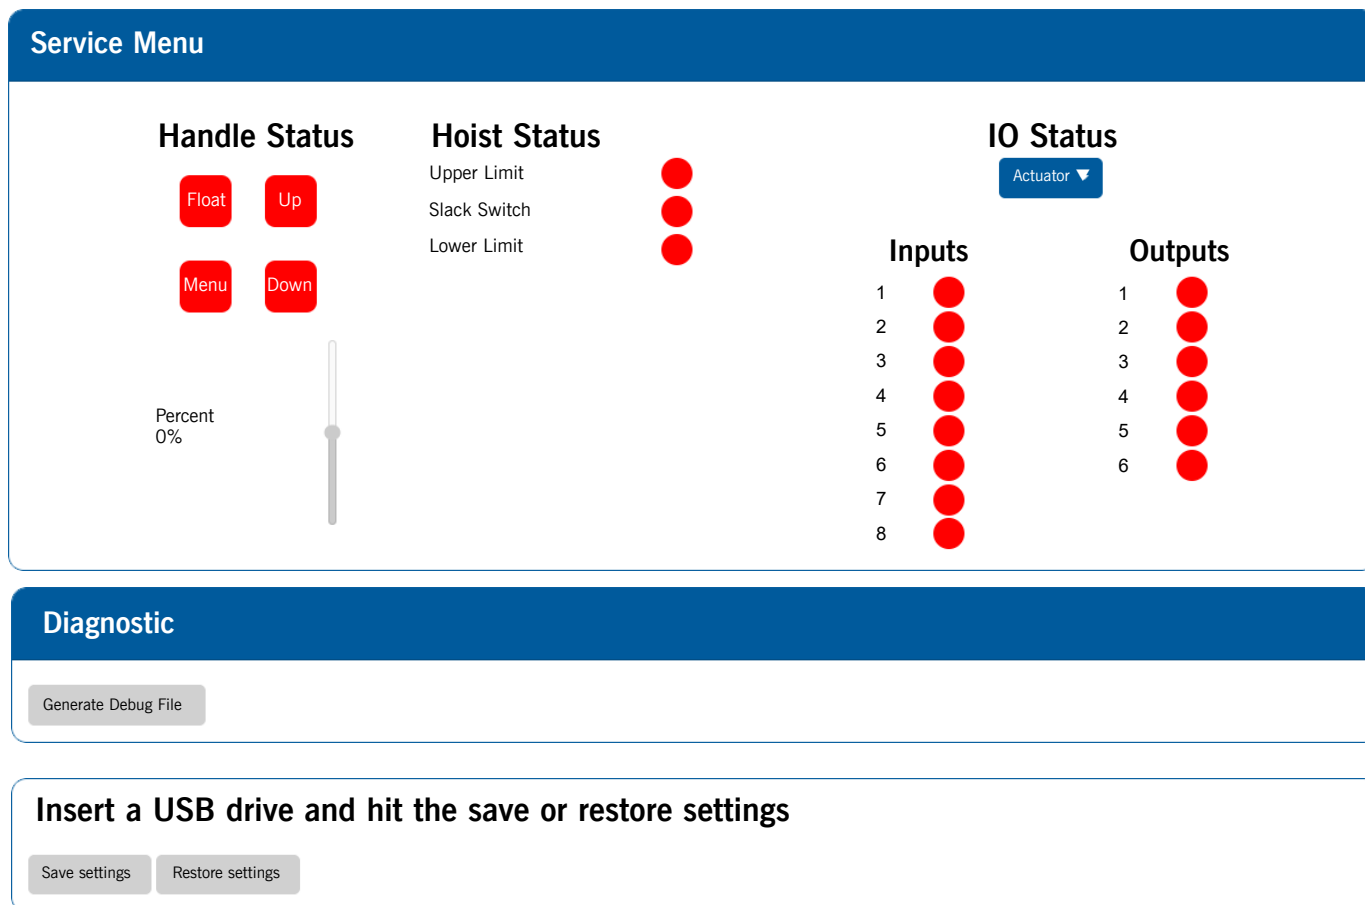 Service Menu
Handle Status
Float
Up
Menu
Down
Percent
0%
Hoist Status
Upper Limit
Slack Switch
Lower Limit
IO Status
Actuator
Inputs
1
2
3
4
5
6
7
8
Outputs
1
2
3
4
5
6
Diagnostic
Generate Debug File
Insert a USB drive and hit the save or restore settings
Save settings
Restore settings